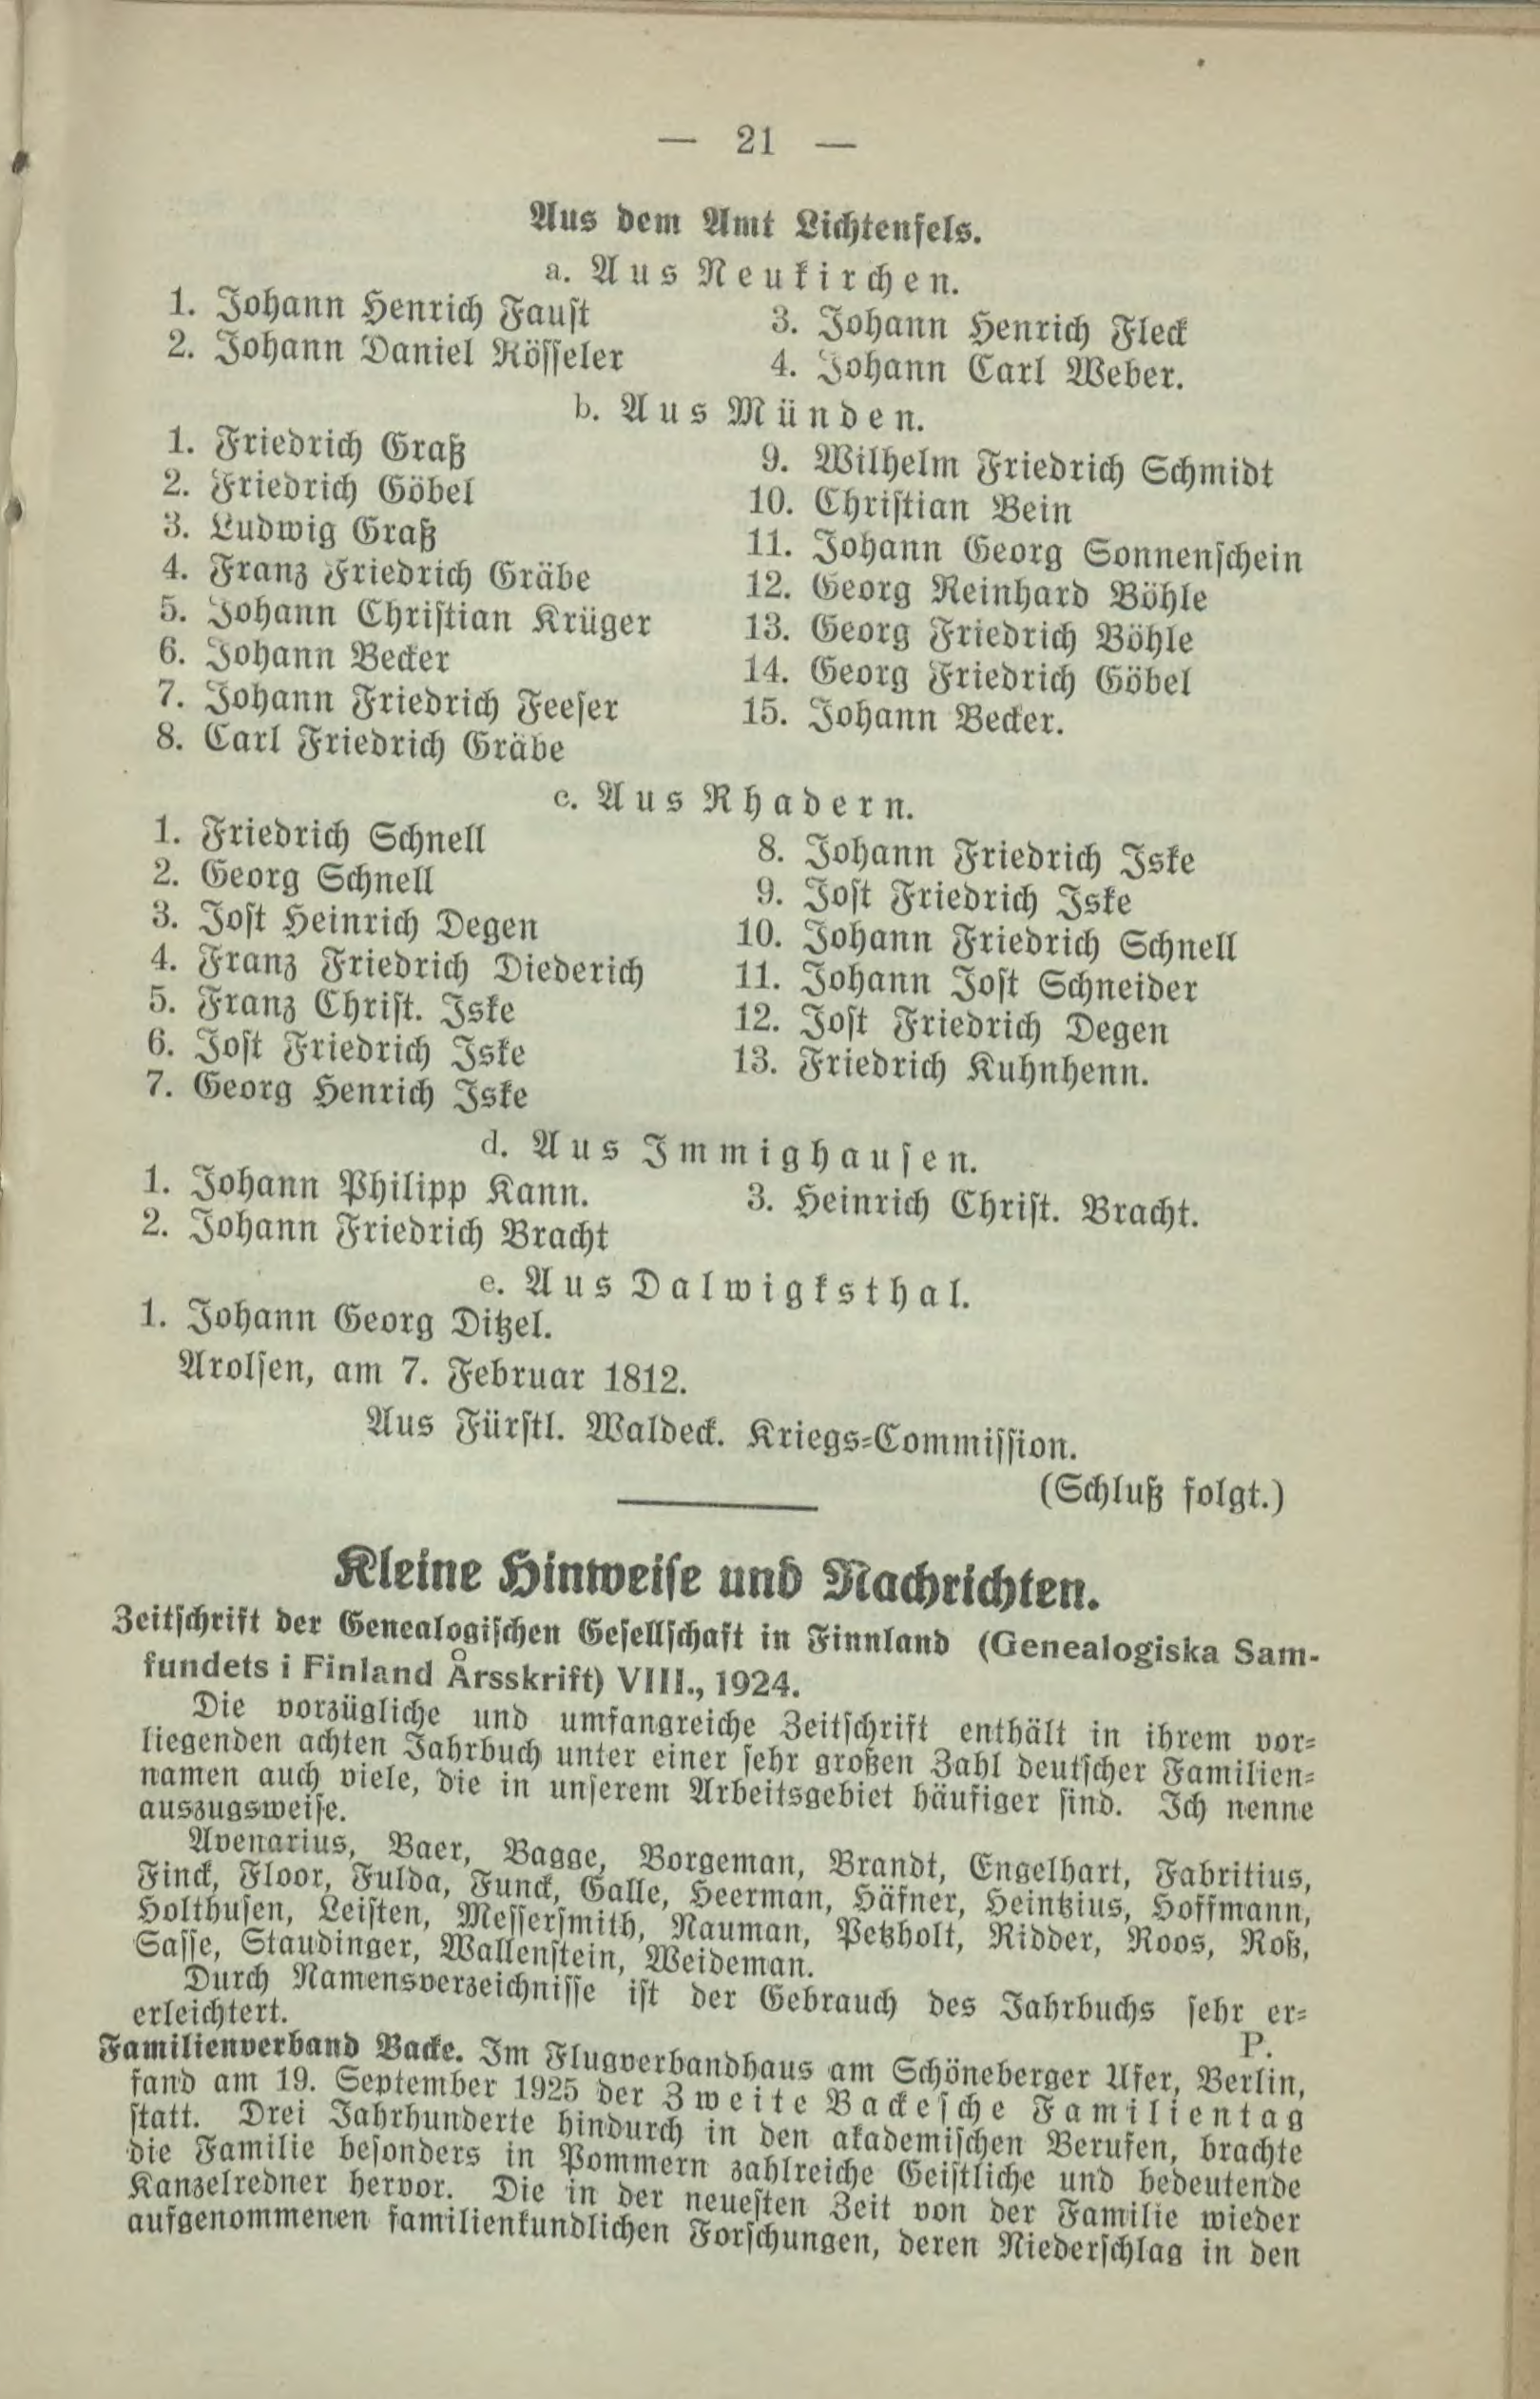 — 21 —
Aus dem Amt Lichtenfels.
a. Aus Neukirchen.
1. Johann Henrich Faust
2. Johann Daniel Rösseler
3. Johann Henrich Fleck
4. Johann Carl Weber.
b. Aus Münden.
1. Friedrich Graß
2. Friedrich Göbel
3. Ludwig Graß
4. Franz Friedrich Gräbe
5. Johann Christian Krüger
6. Johann Becker
7. Johann Friedrich Feeser
8. Carl Friedrich Gräbe
9. Wilhelm Friedrich Schmidt
10. Christian Bein
11. Johann Georg Sonnenschein
12. Georg Reinhard Böhle
13. Georg Friedrich Böhle
14. Georg Friedrich Göbel
15. Johann Becker.
c. Aus Rhadern.
1. Friedrich Schnell
2. Georg Schnell
3. Jost Heinrich Degen
4. Franz Friedrich Diederich
5. Franz Christ. Iske
6. Jost Friedrich Iske
7. Georg Henrich Iske
8. Johann Friedrich Iske
9. Jost Friedrich Iske
10. Johann Friedrich Schnell
11. Johann Jost Schneider
12. Jost Friedrich Degen
13. Friedrich Kuhnhenn.
d. Aus Immighausen.
1. Johann Philipp Kann.
2. Johann Friedrich Bracht
3. Heinrich Christ. Bracht.
e. Aus Dalwigksthal.
1. Johann Georg Ditzel.
Arolsen, am 7. Februar 1812.
Aus Fürstl. Waldeck. Kriegs-Commission.
(Schluß folgt.)
Kleine Hinweise und Nachrichten.
Zeitschrift der Genealogischen Gesellschaft in Finnland (Genealogiska Sam-
fundets i Finland Årsskrift) VIII., 1924.
Die vorzügliche und umfangreiche Zeitschrift enthält in ihrem vor-
liegenden achten Jahrbuch unter einer sehr großen Zahl deutscher Familien-
namen auch viele, die in unserem Arbeitsgebiet häufiger sind. Ich nenne
auszugsweise.
Avenarius, Baer, Bagge, Borgeman, Brandt, Engelhart, Fabritius,
Finck, Floor, Fulda, Funck, Galle, Heerman, Häfner, Heintzius, Hoffmann,
Holthusen, Leisten, Messersmith, Nauman, Petzholt, Ridder, Roos, Roß,
Sasse, Staudinger, Wallenstein, Weideman.
Durch Namensverzeichnisse ist der Gebrauch des Jahrbuchs sehr er-
erleichtert.
P.
Familienverband Backe. Im Flugverbandhaus am Schöneberger Ufer, Berlin,
fand am 19. September 1925 der Zweite Backesche Familientag
statt. Drei Jahrhunderte hindurch in den akademischen Berufen, brachte
die Familie besonders in Pommern zahlreiche Geistliche und bedeutende
Kanzelredner hervor. Die in der neuesten Zeit von der Familie wieder
aufgenommenen familienkundlichen Forschungen, deren Niederschlag in den